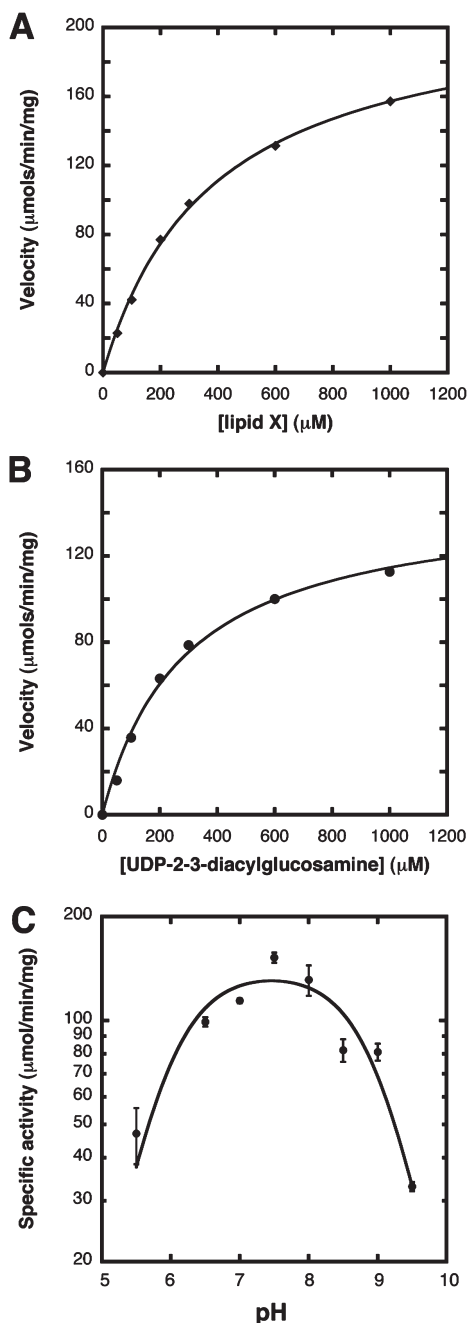 A
200
160
120
80
40
0
Velocity (μmols/min/mg)
0 200 400 600 800 1000 1200
[lipid X] (μM)
B
160
120
80
40
0
Velocity (μmols/min/mg)
0 200 400 600 800 1000 1200
[UDP-2-3-diacylglucosamine] (μM)
C
200
100
90
80
70
60
50
40
30
20
Specific activity (μmol/min/mg)
5 6 7 8 9 10
pH